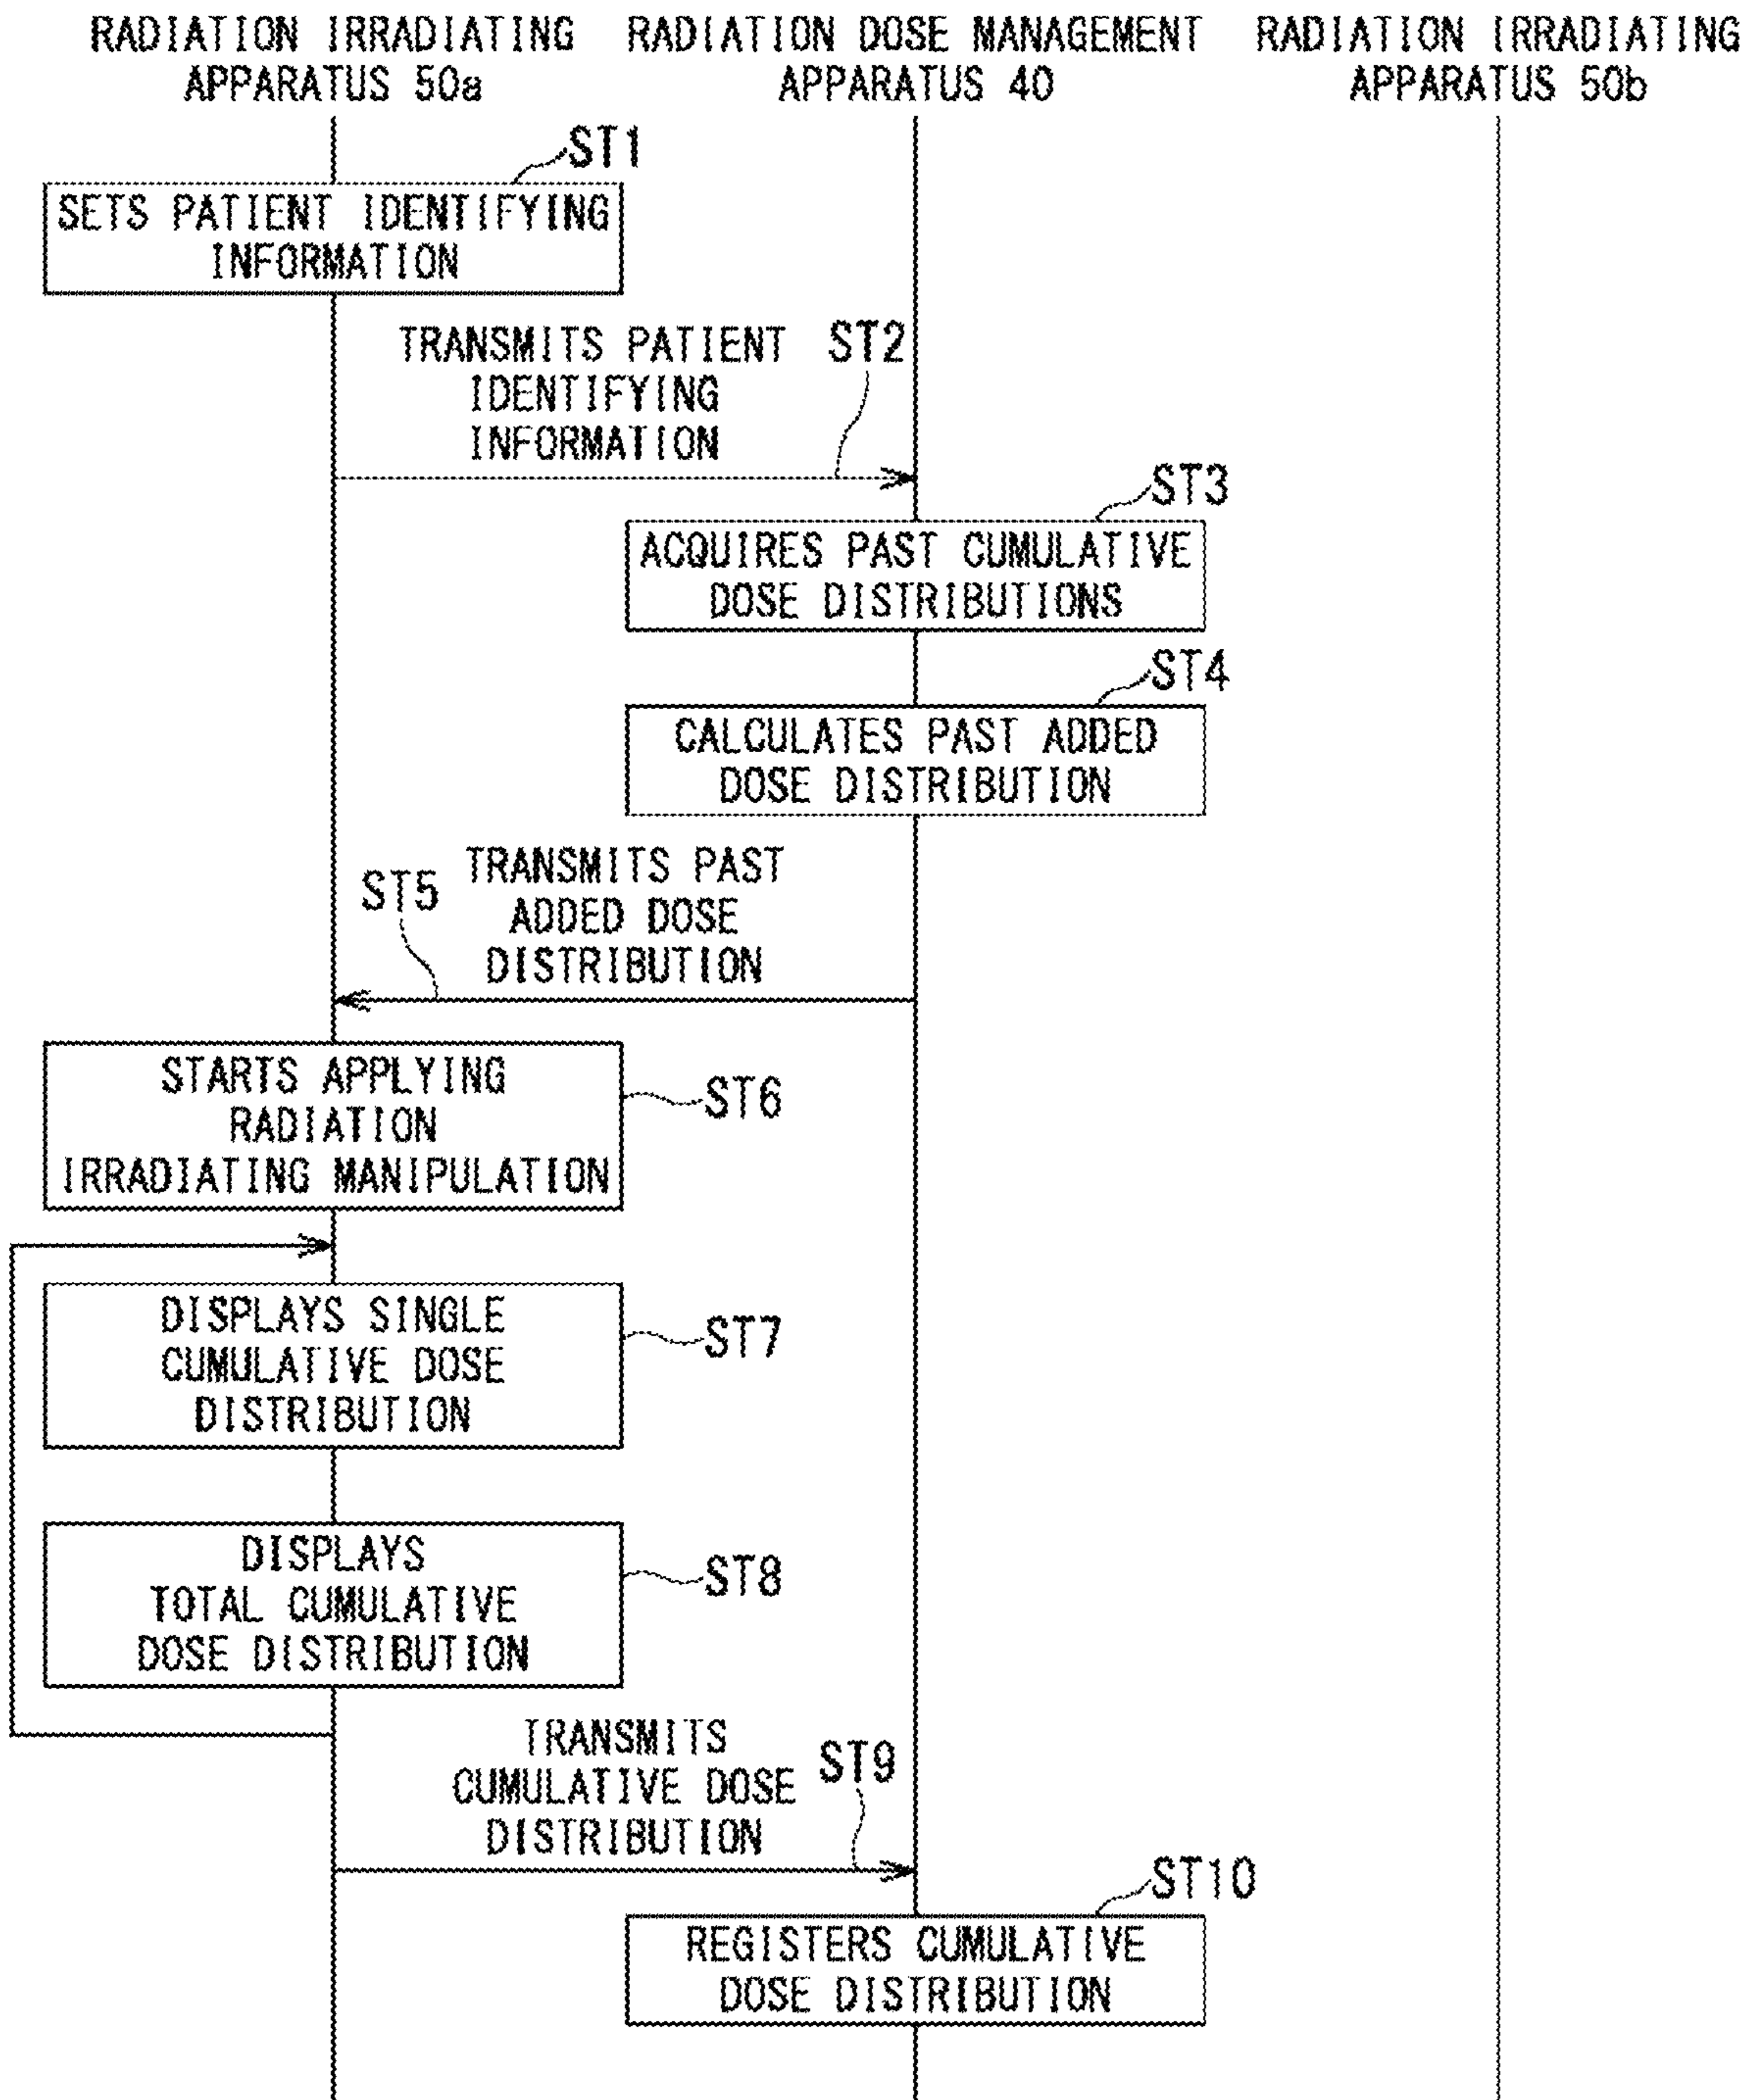 RADIATION IRRADIATING
APPARATUS 50a
RADIATION DOSE MANAGEMENT
APPARATUS 40
RADIATION IRRADIATING
APPARATUS 50b
ST1
SETS PATIENT IDENTIFYING
INFORMATION
TRANSMITS PATIENT
IDENTIFYING
INFORMATION
ST2
ST3
ACQUIRES PAST CUMULATIVE
DOSE DISTRIBUTIONS
ST4
CALCULATES PAST ADDED
DOSE DISTRIBUTION
ST5
TRANSMITS PAST
ADDED DOSE
DISTRIBUTION
STARTS APPLYING
RADIATION
IRRADIATING MANIPULATION
ST6
DISPLAYS SINGLE
CUMULATIVE DOSE
DISTRIBUTION
ST7
DISPLAYS
TOTAL CUMULATIVE
DOSE DISTRIBUTION
ST8
TRANSMITS
CUMULATIVE DOSE
DISTRIBUTION
ST9
ST10
REGISTERS CUMULATIVE
DOSE DISTRIBUTION